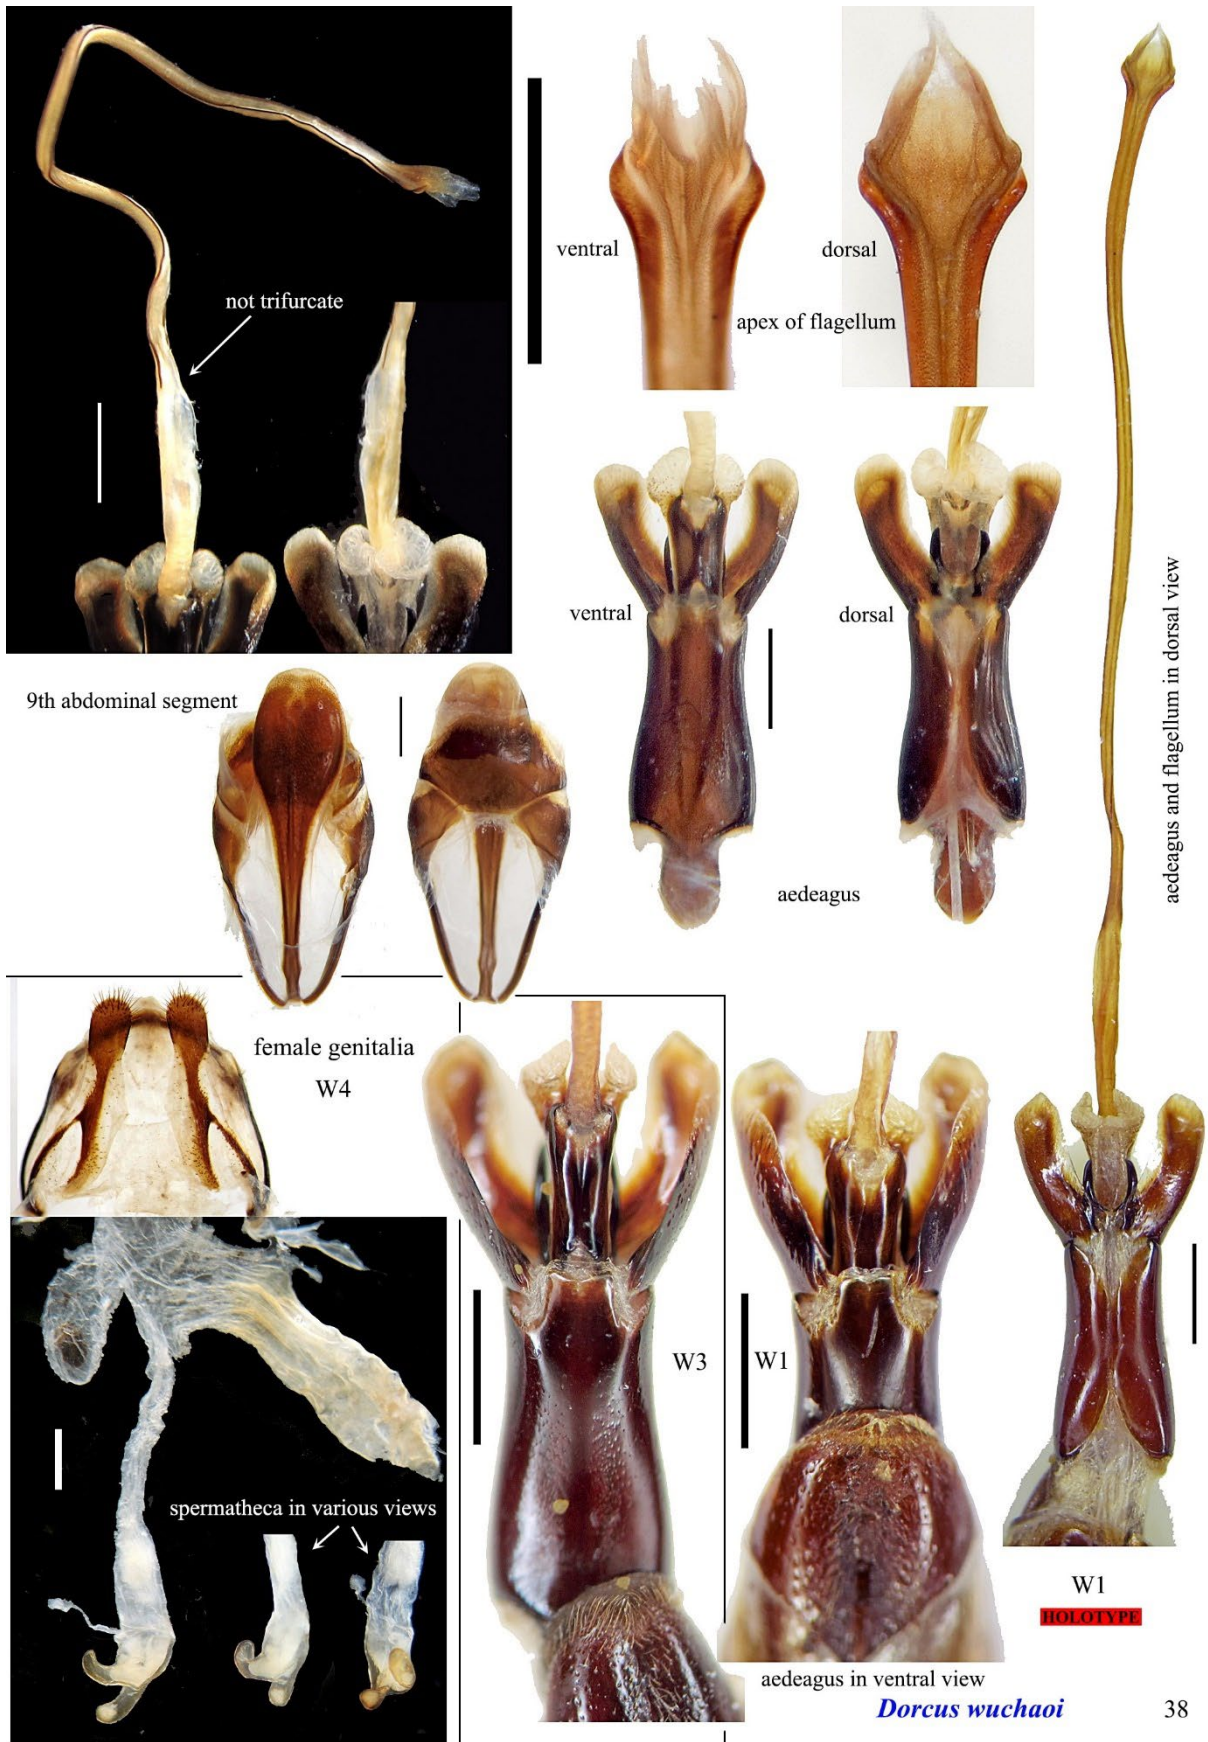 ventral
dorsal
not trifurcate
apex of flagellum
ventral
dorsal
aedeagus and flagellum in dorsal view
9th abdominal segment
aedeagus
female genitalia
W4
W3
W1
spermatheca in various views
W1
HOLOTYPE
aedeagus in ventral view
Dorcus wuchaoi
38